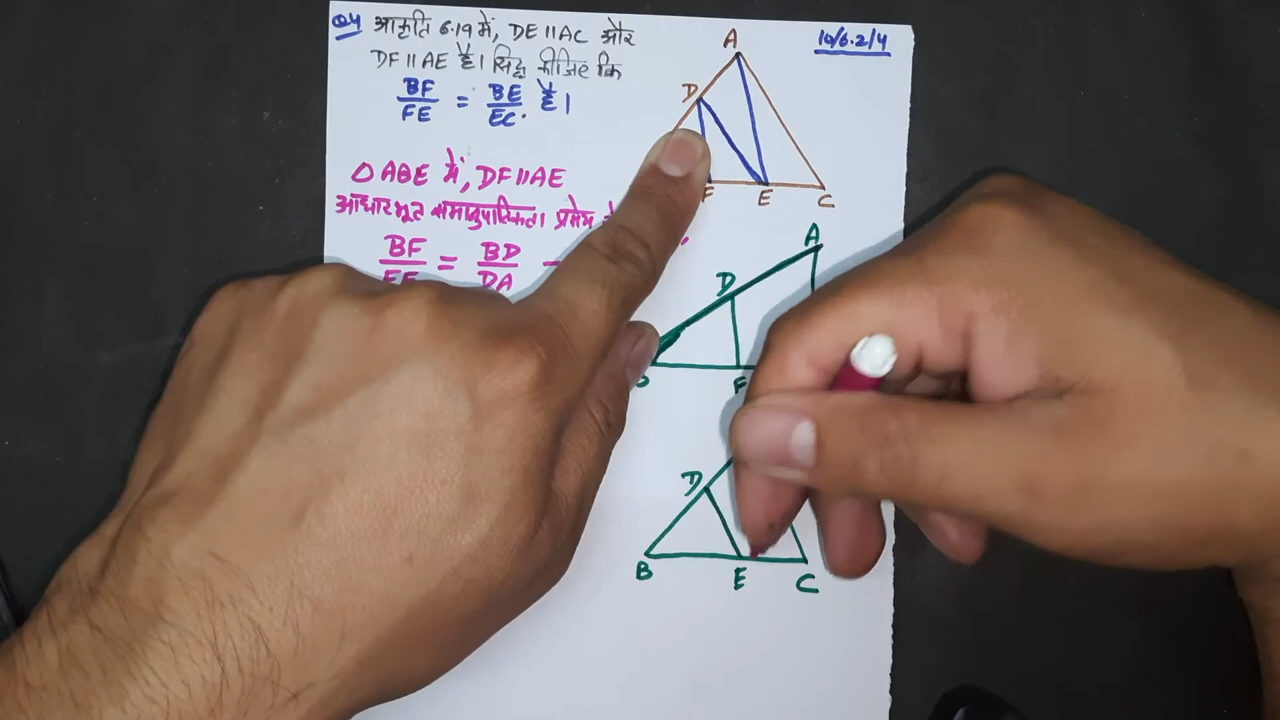 Q4 आकृति 6.19 में, DE॥AC और
DF॥AE है। सिद्ध कीजिए कि
BF/FE = BE/EC है।
10/6.2/4
A
D
F E C
△ABE में, DF॥AE
आधारभूत समानुपातिकता प्रमेय
BF/FE = BD/DA -
A
D
F
D
B E C